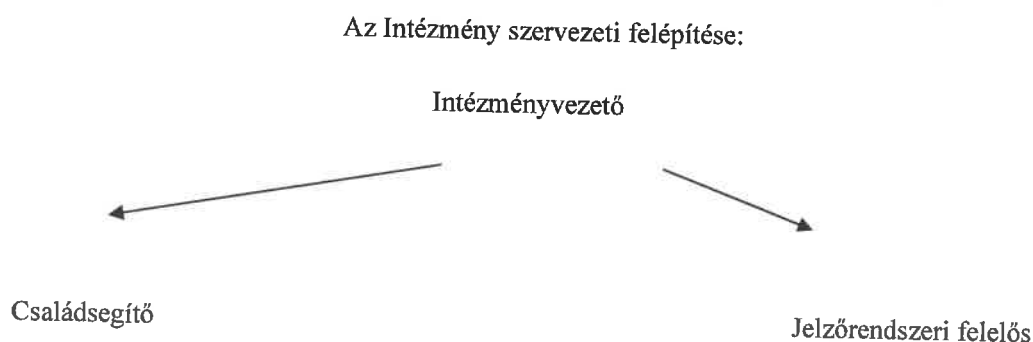 Az Intézmény szervezeti felépítése:
Intézményvezető
Családsegítő
Jelzőrendszeri felelős